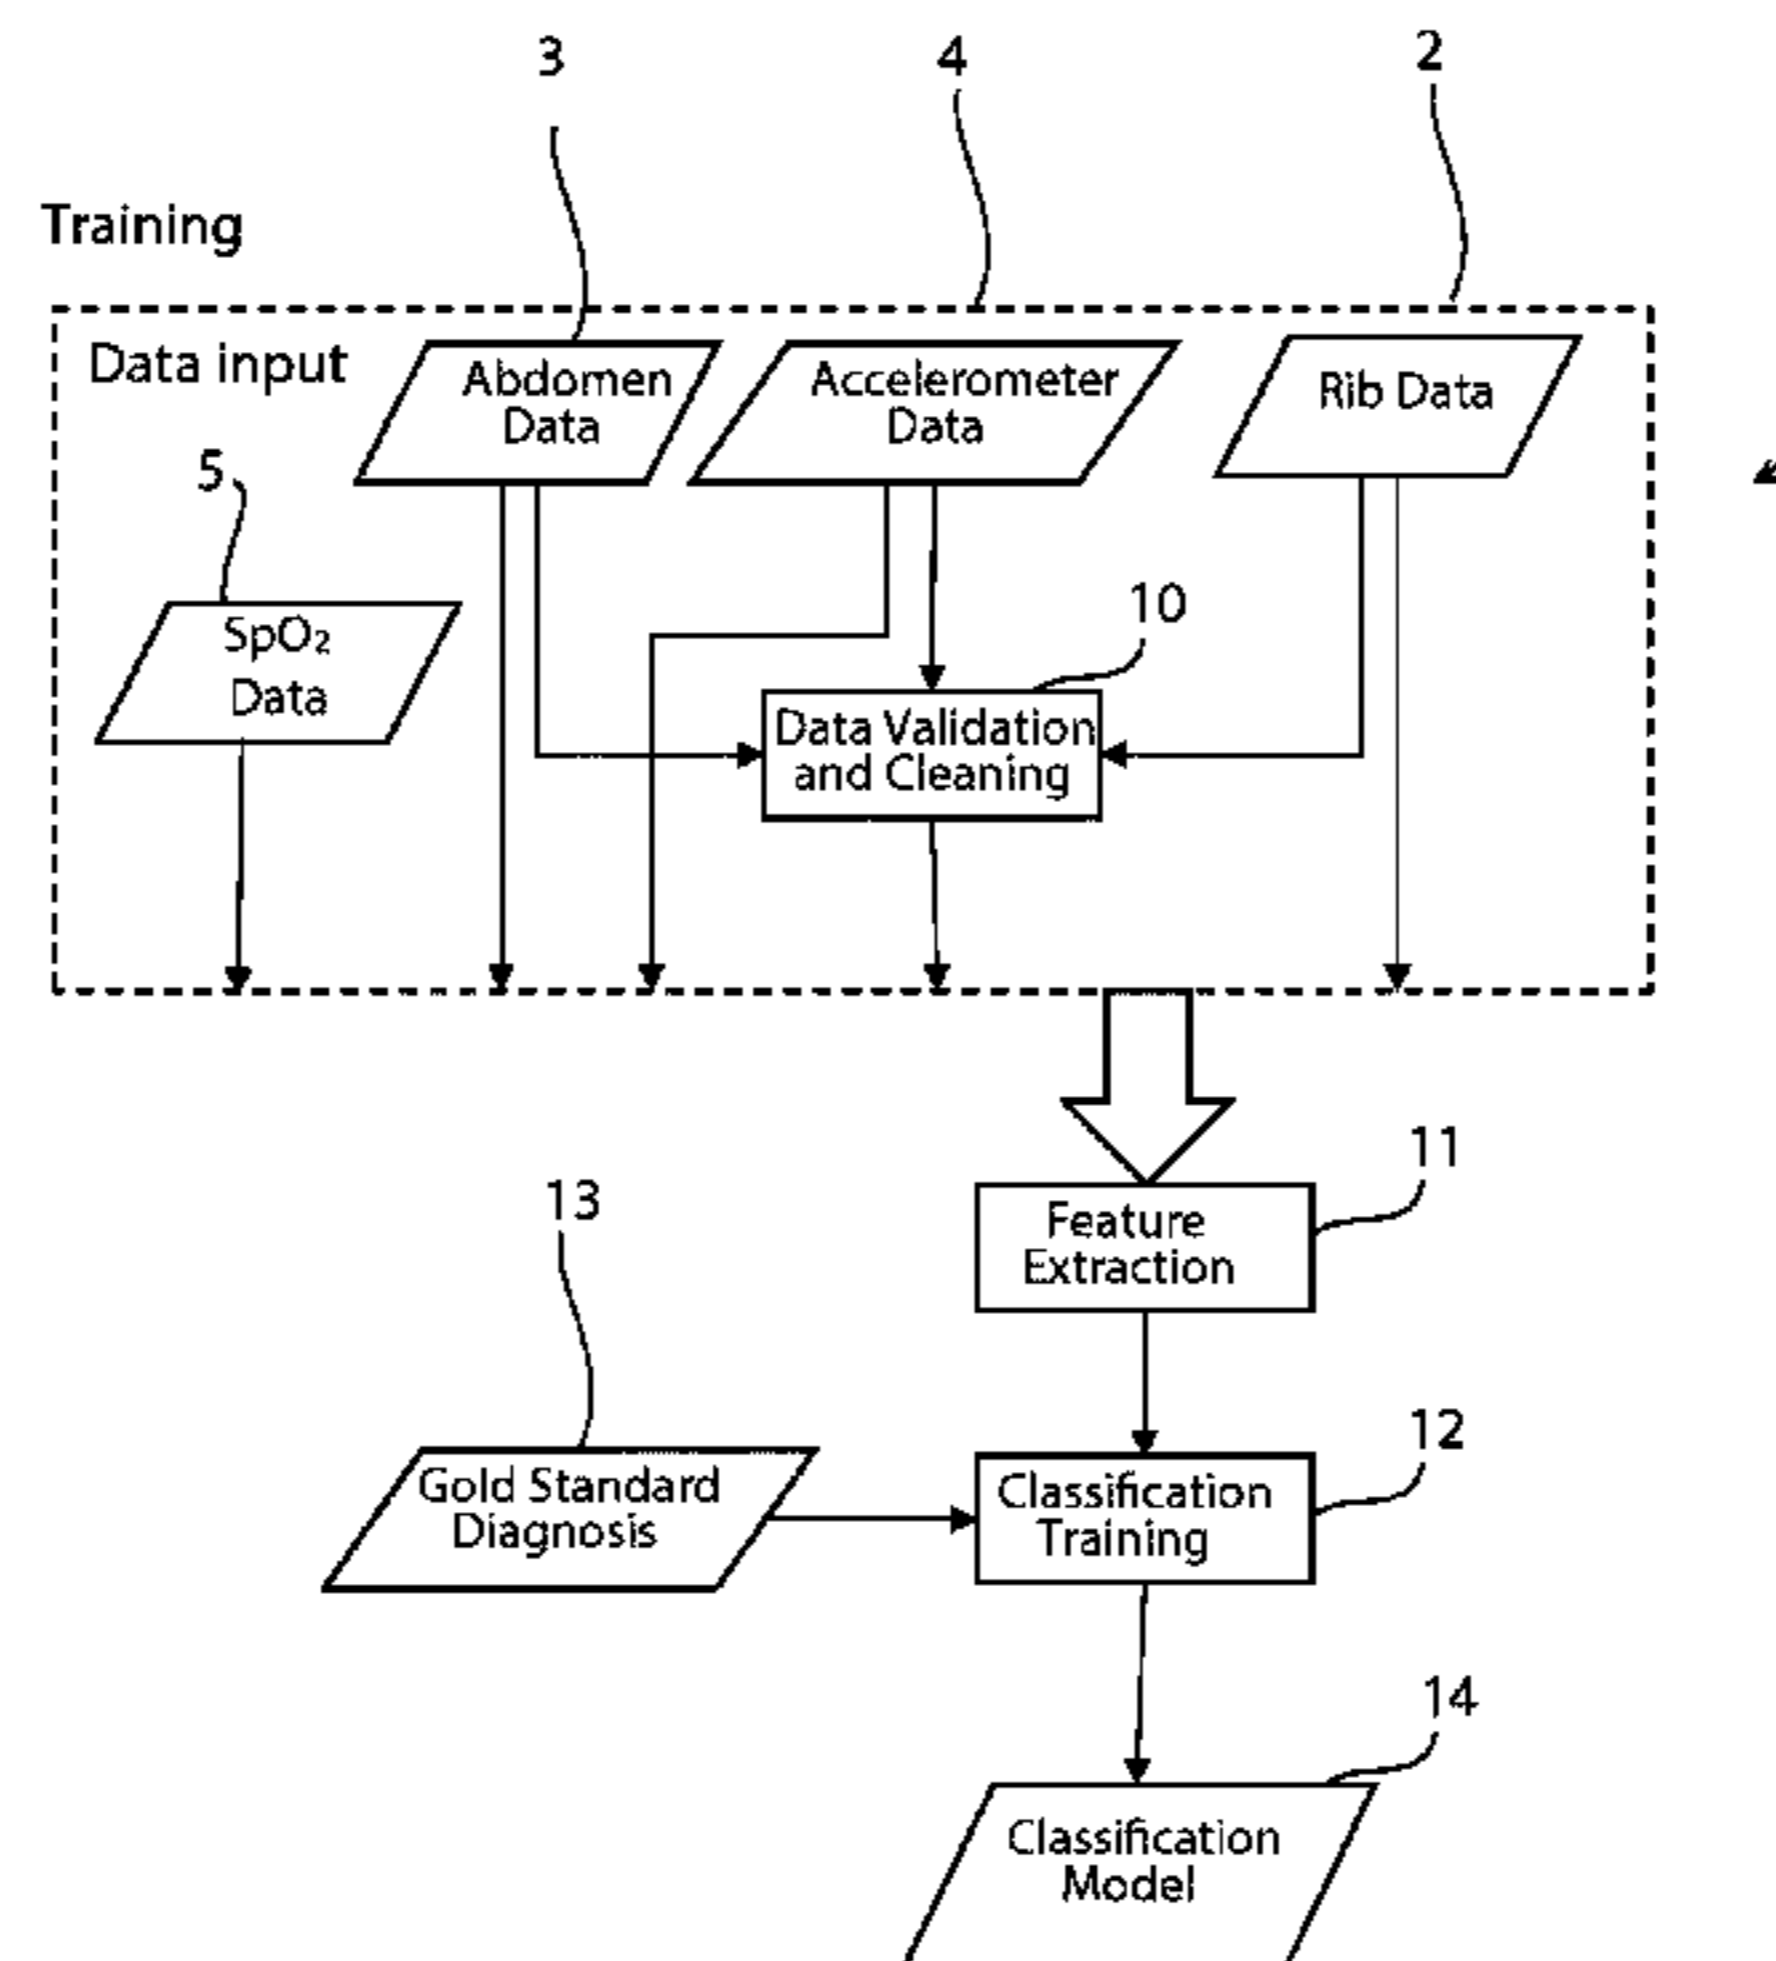 3
4
2
Training
Data input
Abdomen
Data
Accelerometer
Data
Rib Data
5
SpO₂
Data
10
Data Validation
and Cleaning
11
Feature
Extraction
13
12
Gold Standard
Diagnosis
Classification
Training
14
Classification
Model